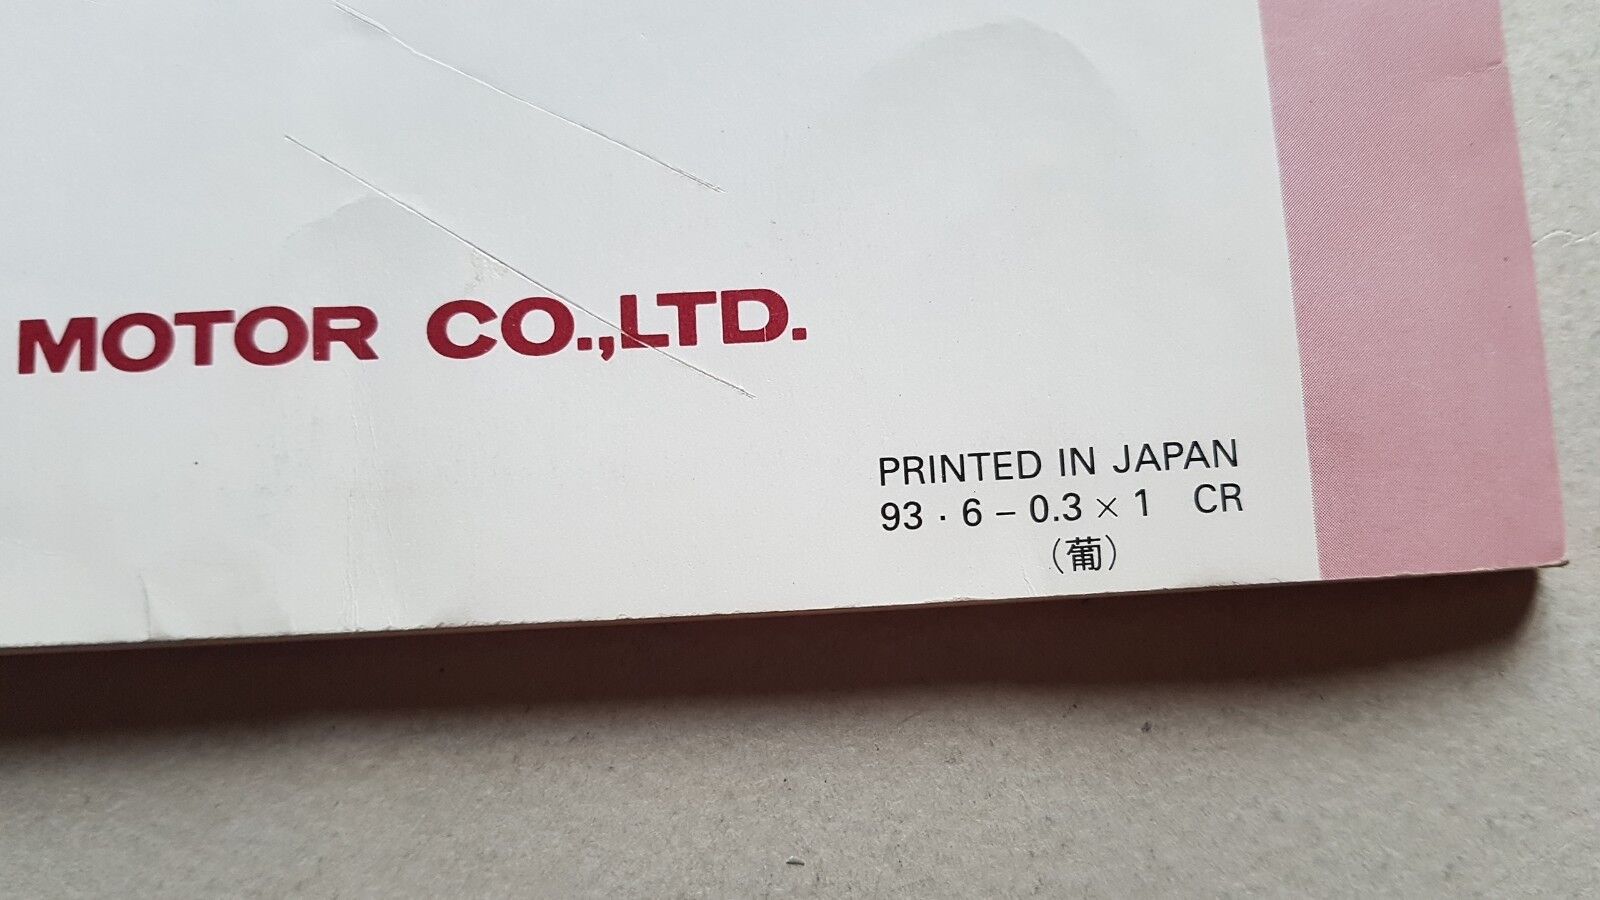 MOTOR CO.,LTD.
PRINTED IN JAPAN
93・6－0.3×1 CR
（葡）